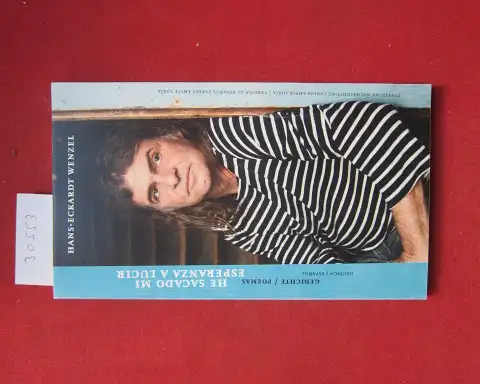 HANS-ECKARDT WENZEL
HE SACADO MI
ESPERANZA A LUCIR
GEDICHTE / POEMAS
DEUTSCH / ESPAÑOL
30553